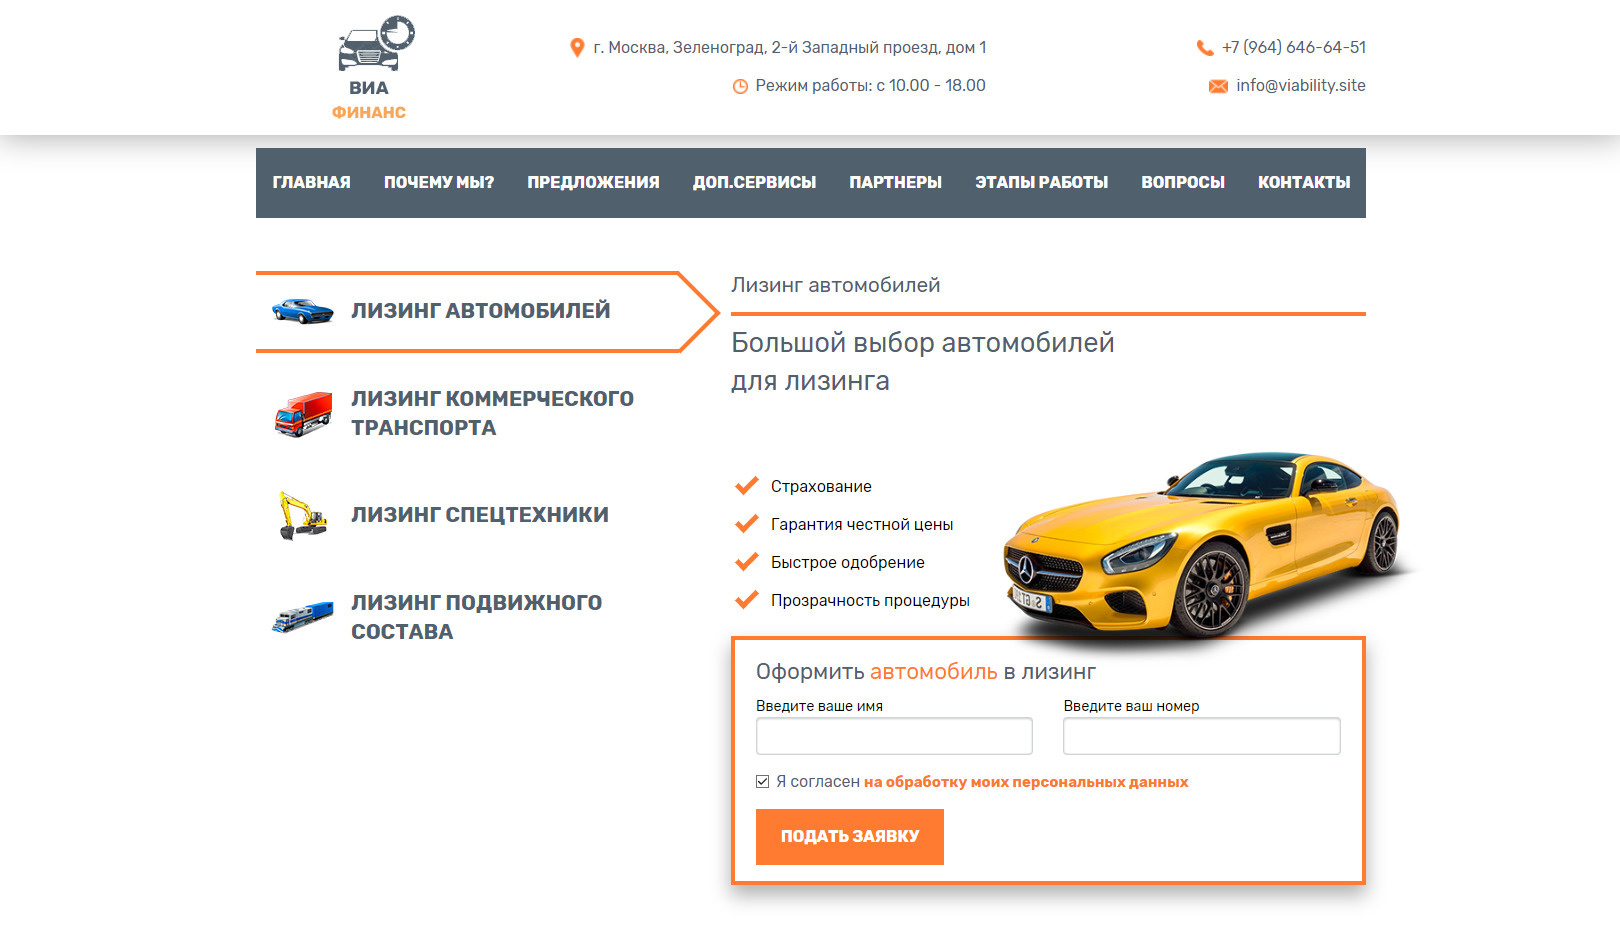 ВИА
ФИНАНС
г. Москва, Зеленоград, 2-й Западный проезд, дом 1
Режим работы: с 10.00 - 18.00
+7 (964) 646-64-51
info@viability.site
ГЛАВНАЯ ПОЧЕМУ МЫ? ПРЕДЛОЖЕНИЯ ДОП.СЕРВИСЫ ПАРТНЕРЫ ЭТАПЫ РАБОТЫ ВОПРОСЫ КОНТАКТЫ
ЛИЗИНГ АВТОМОБИЛЕЙ
ЛИЗИНГ КОММЕРЧЕСКОГО
ТРАНСПОРТА
ЛИЗИНГ СПЕЦТЕХНИКИ
ЛИЗИНГ ПОДВИЖНОГО
СОСТАВА
Лизинг автомобилей
Большой выбор автомобилей
для лизинга
Страхование
Гарантия честной цены
Быстрое одобрение
Прозрачность процедуры
Оформить автомобиль в лизинг
Введите ваше имя
Введите ваш номер
Я согласен на обработку моих персональных данных
ПОДАТЬ ЗАЯВКУ